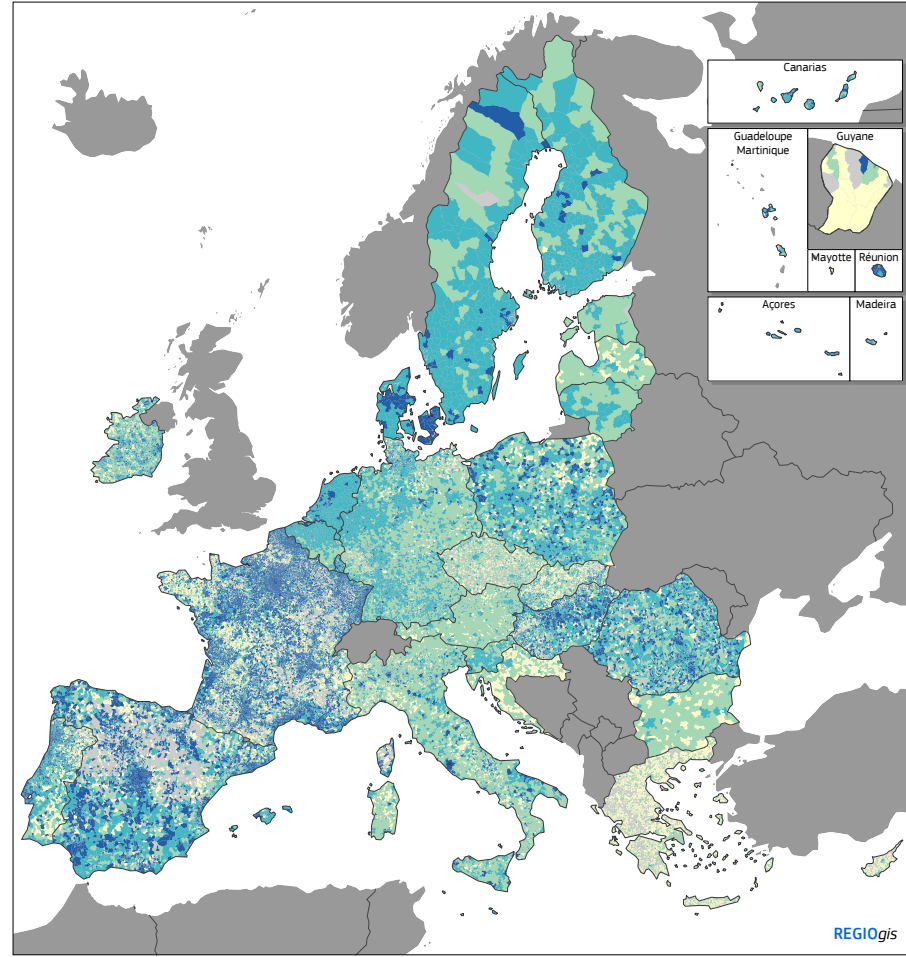 Canarias
Guadeloupe
Martinique
Guyane
Mayotte
Réunion
Açores
Madeira
REGIOgis